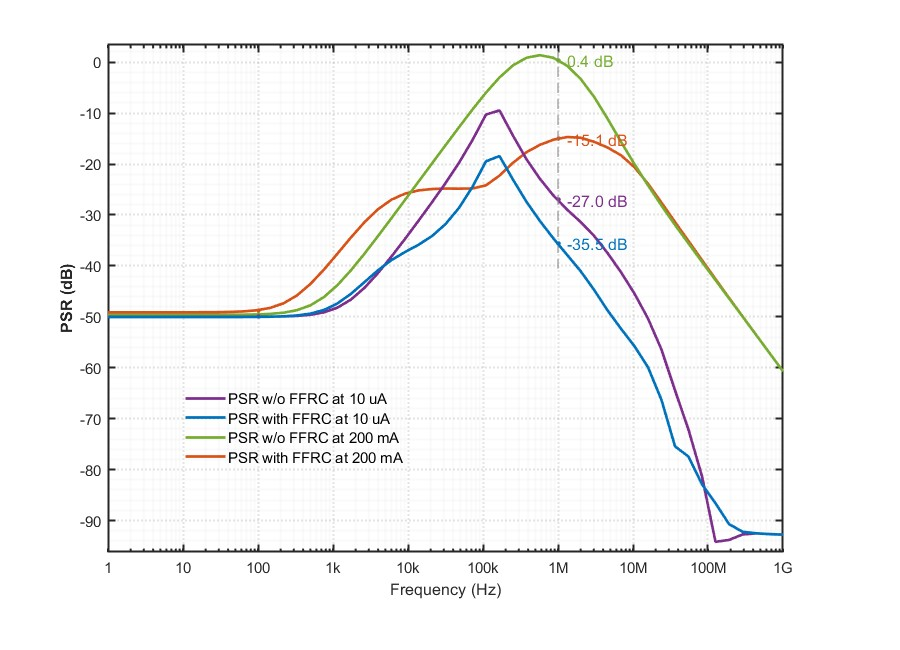 0
0.4 dB
-10
-15.1 dB
-20
-27.0 dB
-30
-35.5 dB
-40
-50
-60
-70
-80
-90
PSR (dB)
PSR w/o FFRC at 10 uA
PSR with FFRC at 10 uA
PSR w/o FFRC at 200 mA
PSR with FFRC at 200 mA
1 10 100 1k 10k 100k 1M 10M 100M 1G
Frequency (Hz)